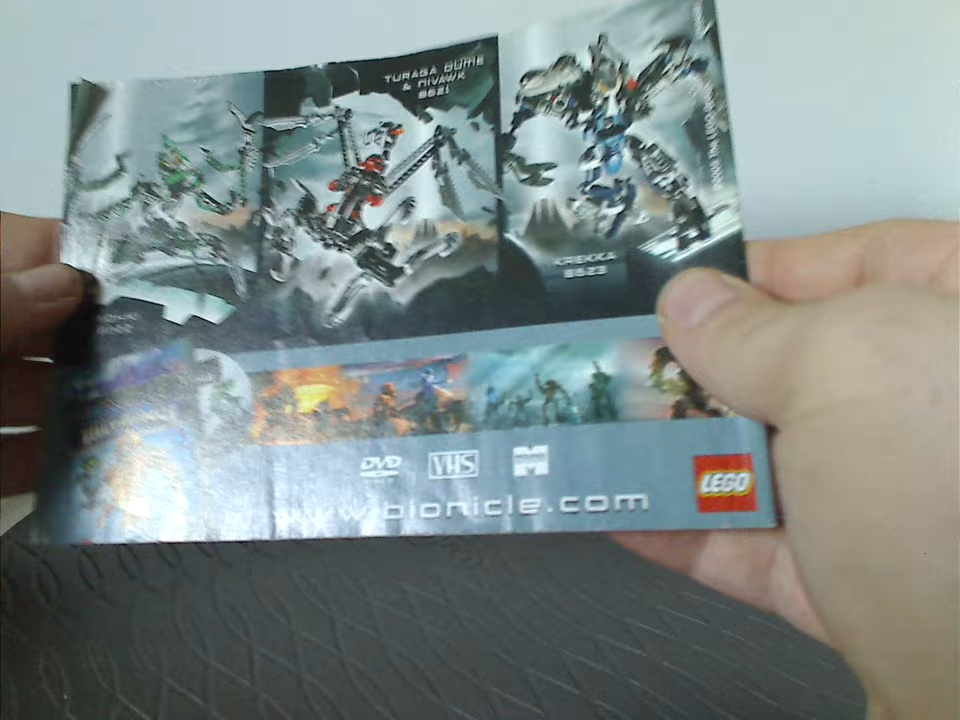 TURAGA DUME
& NIVAWK
8621
KREKKA
8623
DVD
VHS
www.bionicle.com
LEGO